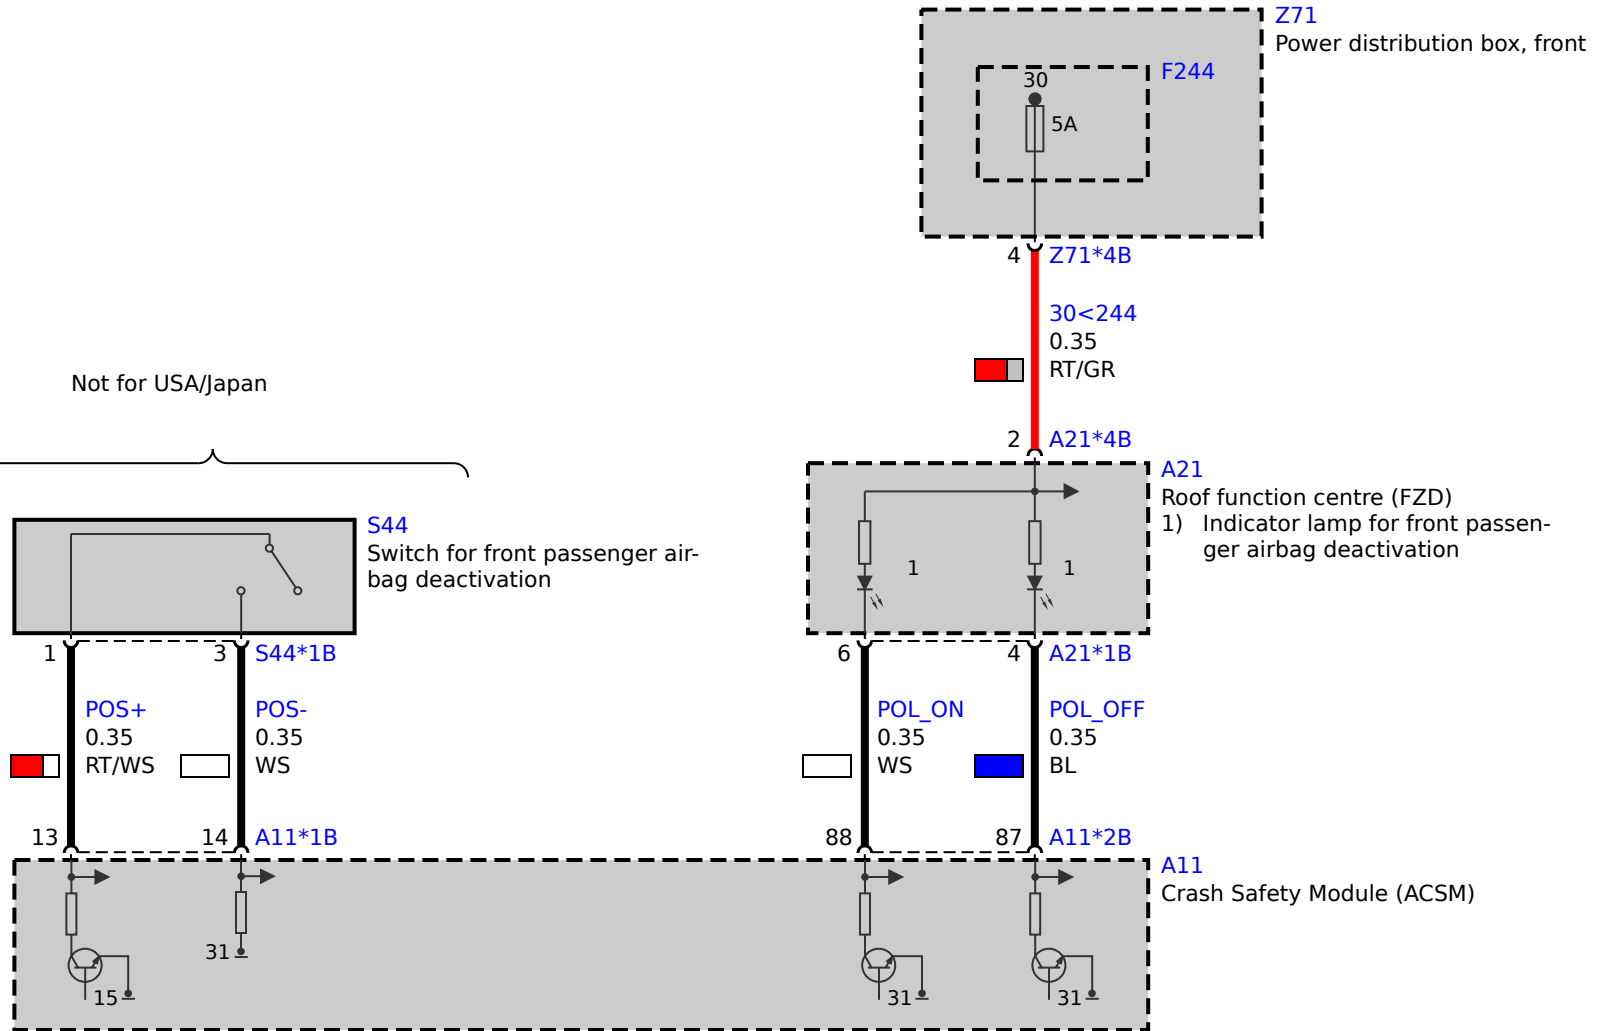 Z71
Power distribution box, front
F244
30
5A
4 Z71*4B
30<244
0.35
RT/GR
Not for USA/Japan
2 A21*4B
A21
Roof function centre (FZD)
1) Indicator lamp for front passen-
ger airbag deactivation
S44
Switch for front passenger air-
bag deactivation
1 1
1 3 S44*1B 6 4 A21*1B
POS+ POS- POL_ON POL_OFF
0.35 0.35 0.35 0.35
RT/WS WS WS BL
13 14 A11*1B 88 87 A11*2B
A11
Crash Safety Module (ACSM)
31
15 31 31